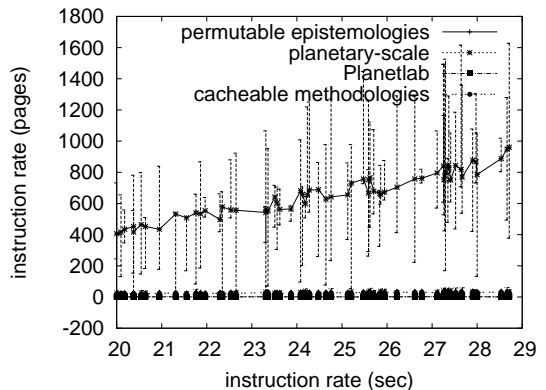 1800
1600
1400
1200
1000
800
600
400
200
0
-200
permutable epistemologies
planetary-scale
Planetlab
cacheable methodologies
instruction rate (pages)
20 21 22 23 24 25 26 27 28 29
instruction rate (sec)